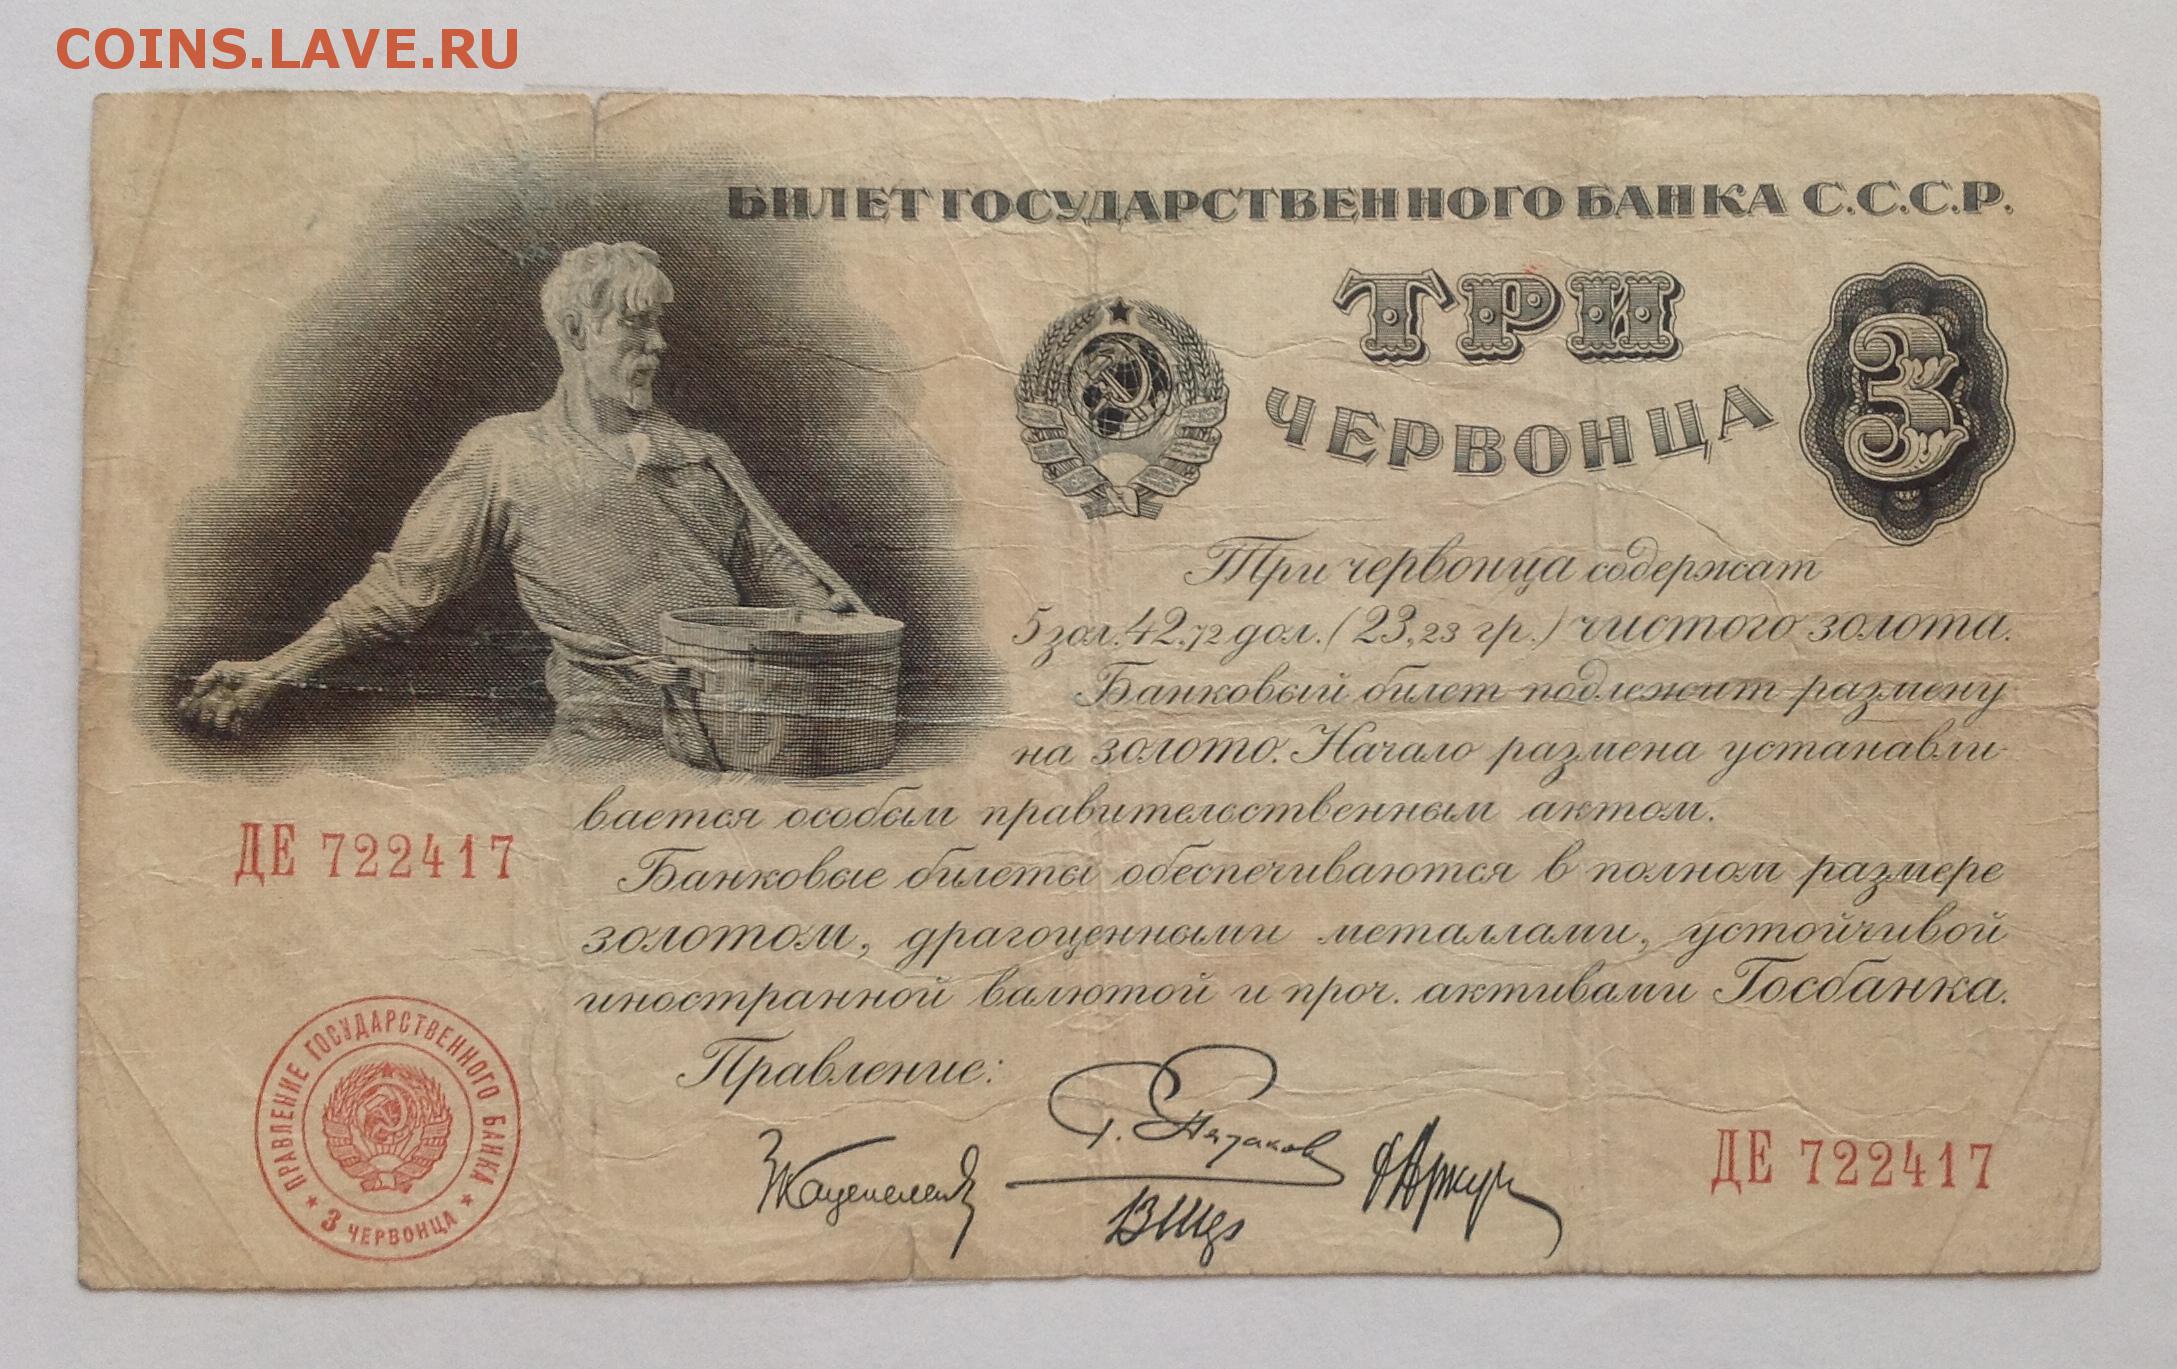 COINS.LAVE.RU
БИЛЕТ ГОСУДАРСТВЕННОГО БАНКА С.С.С.Р.
ТРИ
ЧЕРВОНЦА
3
Три червонца содержат
5 зол. 42,72 дол. (23,23 гр.) чистого золота.
Банковый билет подлежит размену
на золото. Начало размена устанавли-
вается особым правительственным актом.
Банковые билеты обеспечиваются в полном размере
золотом, драгоценными металлами, устойчивой
иностранной валютой и проч. активами Госбанка.
ДЕ 722417
Правление:
ПРАВЛЕНИЕ ГОСУДАРСТВЕННОГО БАНКА
3 ЧЕРВОНЦА
ДЕ 722417